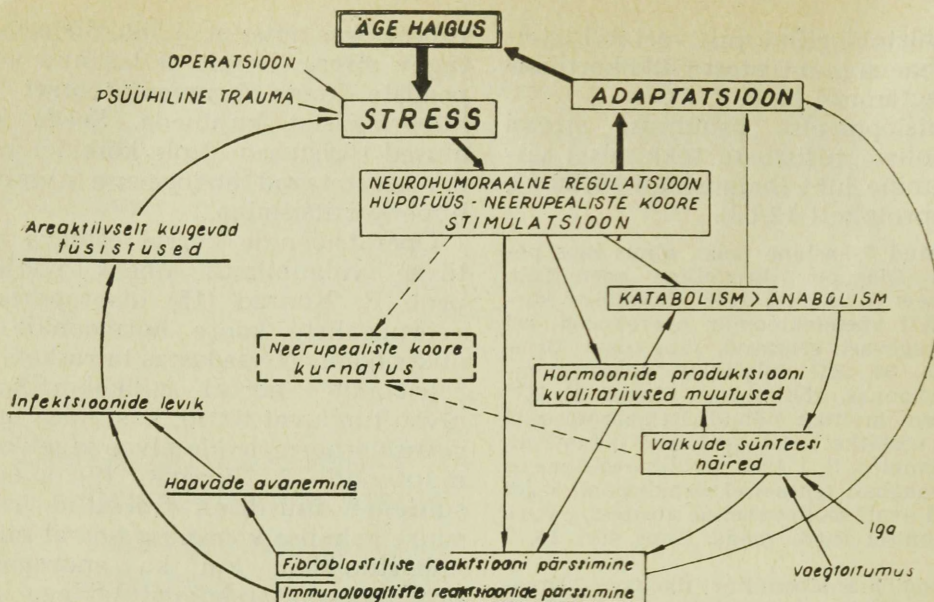 ÄGE HAIGUS
OPERATSIOON
PSÜÜHILINE TRAUMA
STRESS
ADAPTATSIOON
NEUROHUMORAALNE REGULATSIOON
HÜPOFÜÜS - NEERUPEALISTE KOORE
STIMULATSIOON
Areaktiivselt kulgevad
tüsistused
KATABOLISM > ANABOLISM
Neerupealiste koore
kurnatus
Hormoonide produktsiooni
kvalitatiivsed muutused
Infektsioonide levik
Valkude sünteesi
häired
Haavade avanemine
Iga
vaegtoitumus
Fibroblastilise reaktsiooni pärssimine
Immunoloogiliste reaktsioonide pärssimine